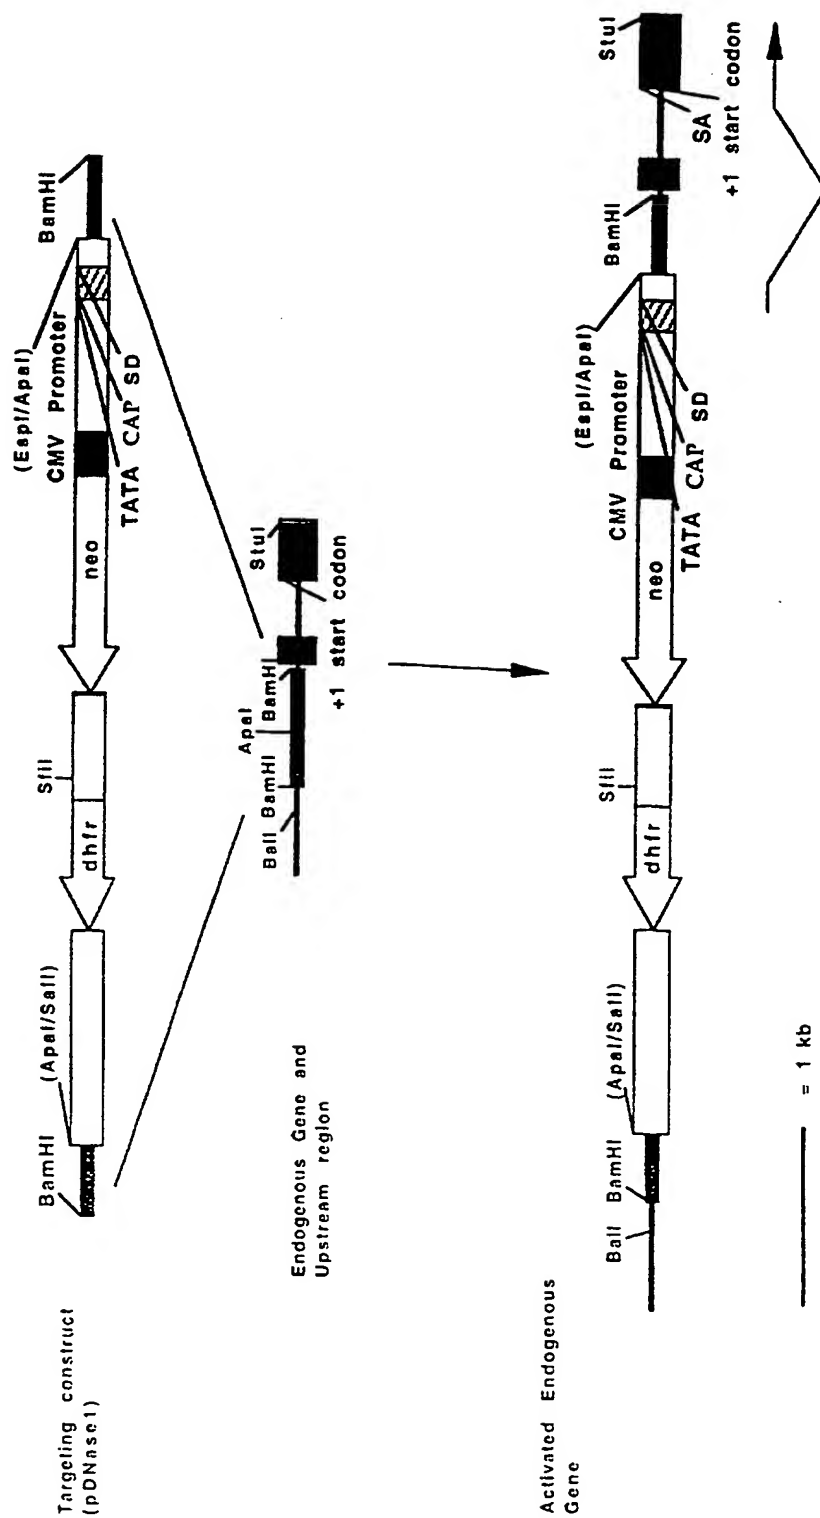 Targeting construct
(pDNase1)
BamHI
(ApaI/SalI)
dhfr
SfiI
neo
CMV Promoter
(EspI/ApaI)
TATA CAP SD
BamHI
Endogenous Gene and
Upstream region
BalI BamHI
ApaI
BamHI
StuI
+1 start codon
Activated Endogenous
Gene
BalI BamHI
(ApaI/SalI)
dhfr
SfiI
neo
CMV Promoter
(EspI/ApaI)
TATA CAP SD
BamHI
SA
+1 start codon
StuI
= 1 kb